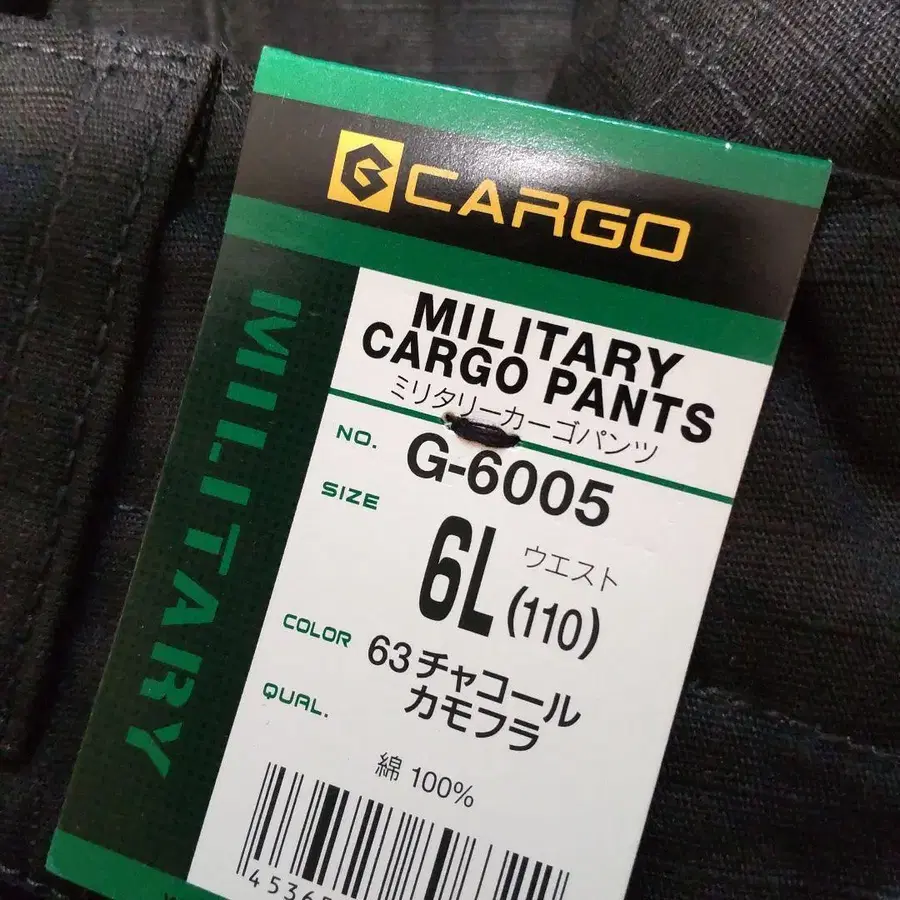 CARGO
MILITARY
MILITARY
CARGO PANTS
ミリタリーカーゴパンツ
NO. G-6005
SIZE 6L ウエスト (110)
COLOR 63チャコール
カモフラ
QUAL.
綿 100%
4536